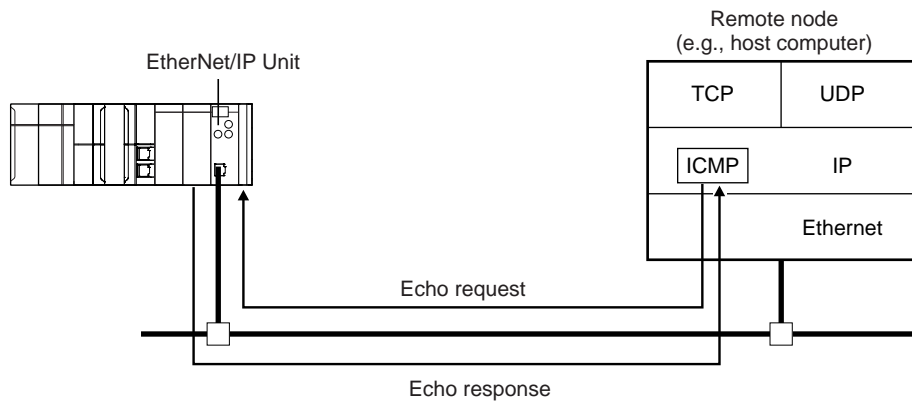 Remote node
(e.g., host computer)
EtherNet/IP Unit
TCP
UDP
ICMP
IP
Ethernet
Echo request
Echo response